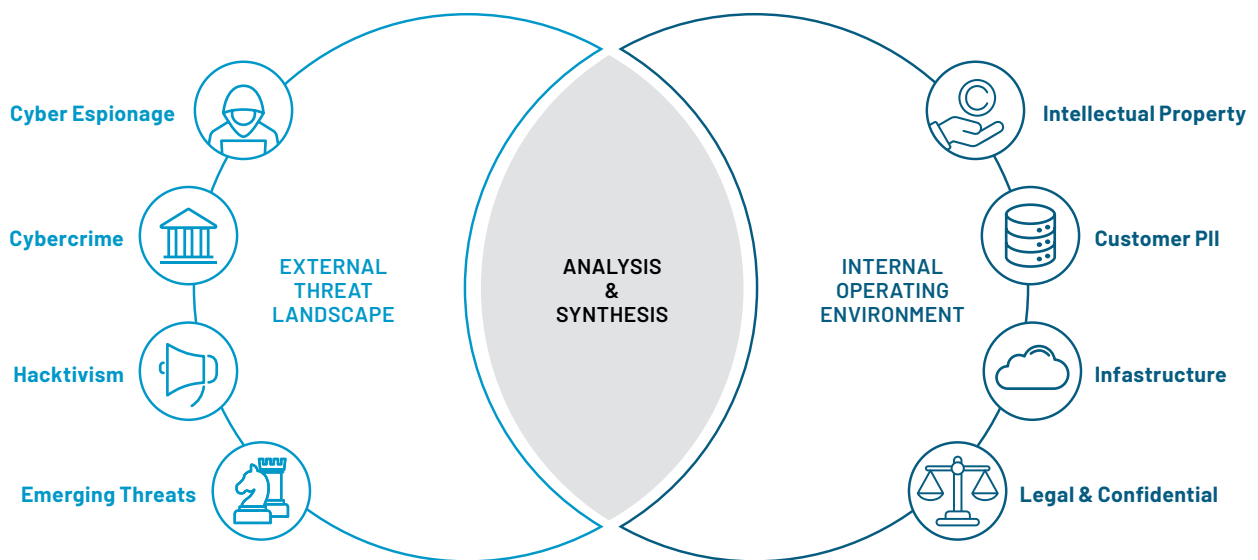 Cyber Espionage
Cybercrime
Hacktivism
Emerging Threats
EXTERNAL
THREAT
LANDSCAPE
ANALYSIS
&
SYNTHESIS
INTERNAL
OPERATING
ENVIRONMENT
C
Intellectual Property
Customer PII
Infastructure
Legal & Confidential